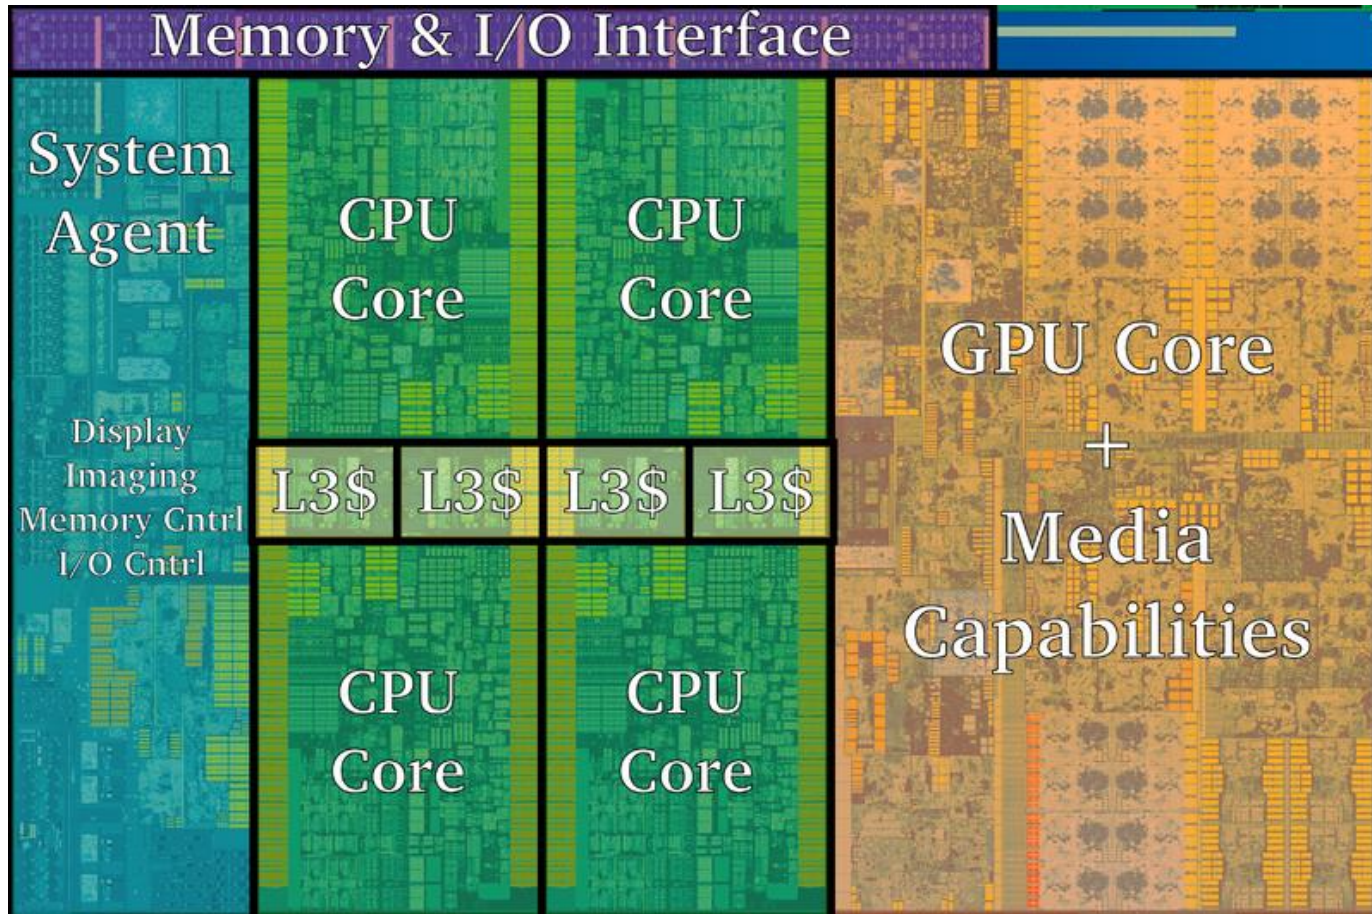 Memory & I/O Interface
System
Agent
Display
Imaging
Memory Cntrl
I/O Cntrl
CPU
Core
CPU
Core
L3$
L3$
L3$
L3$
CPU
Core
CPU
Core
GPU Core
+
Media
Capabilities